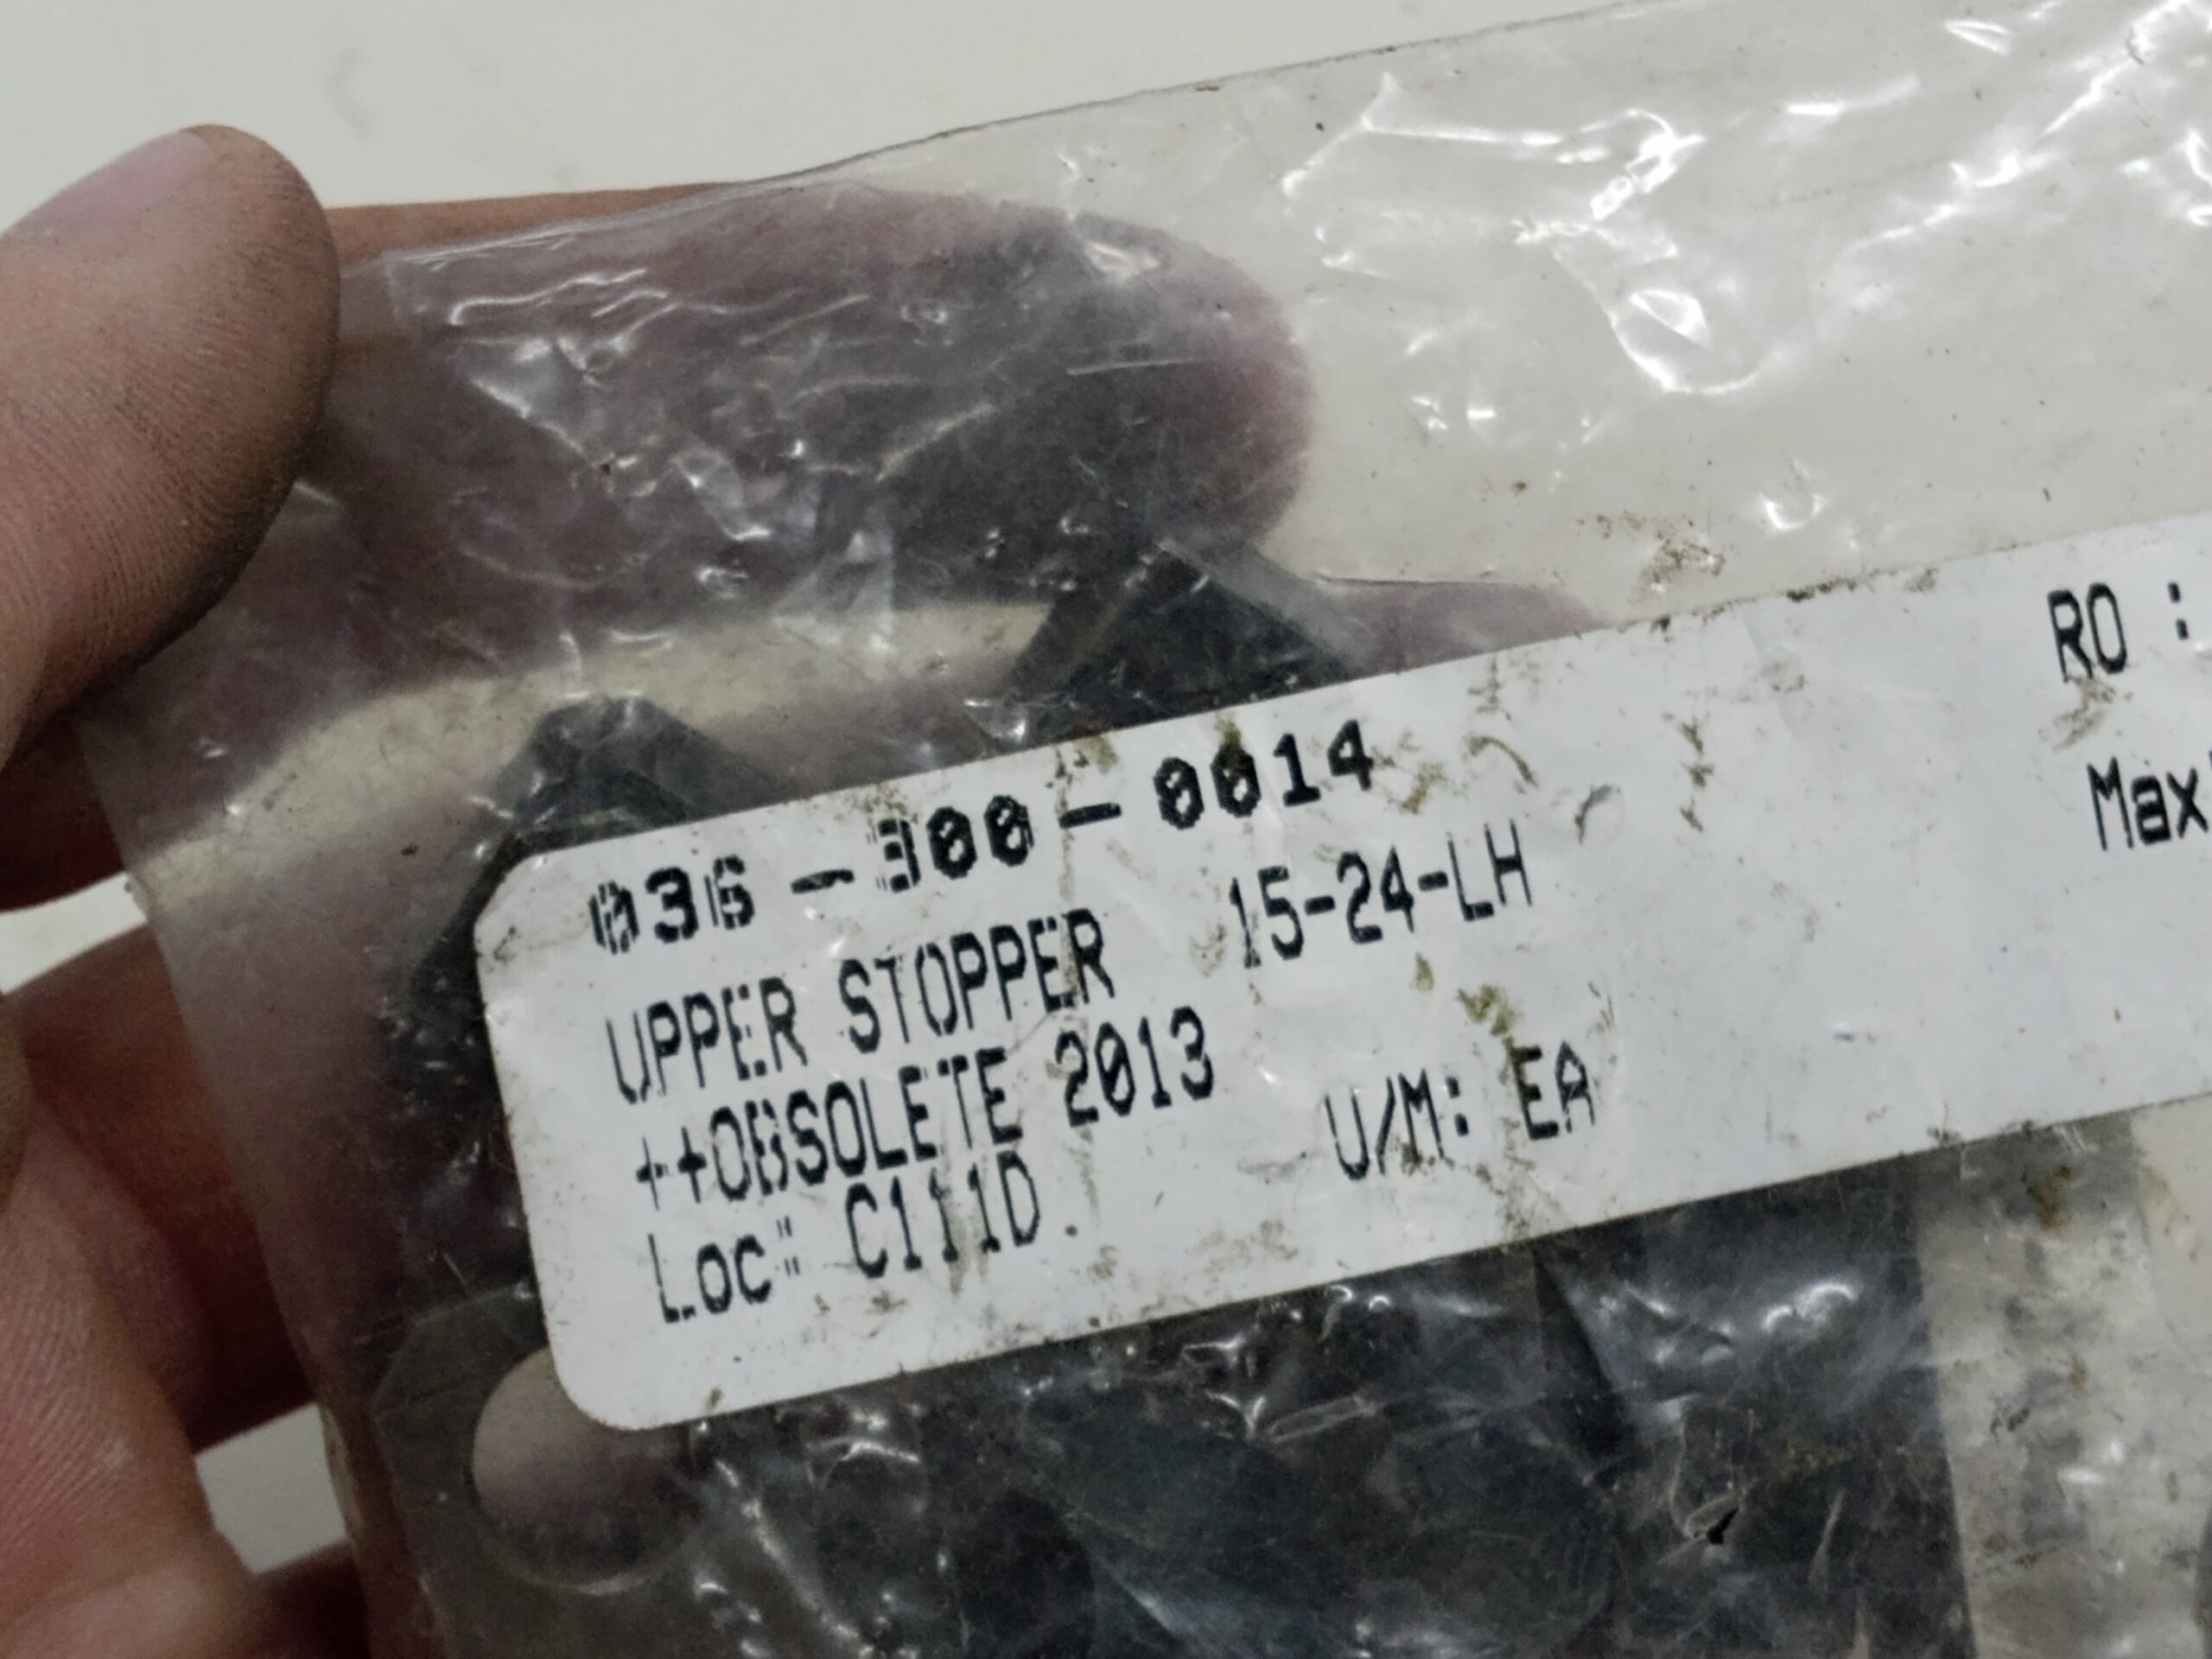 036-300-0014
RO :
UPPER STOPPER 15-24-LH
Max
++OBSOLETE 2013
U/M: EA
Loc: C111D.